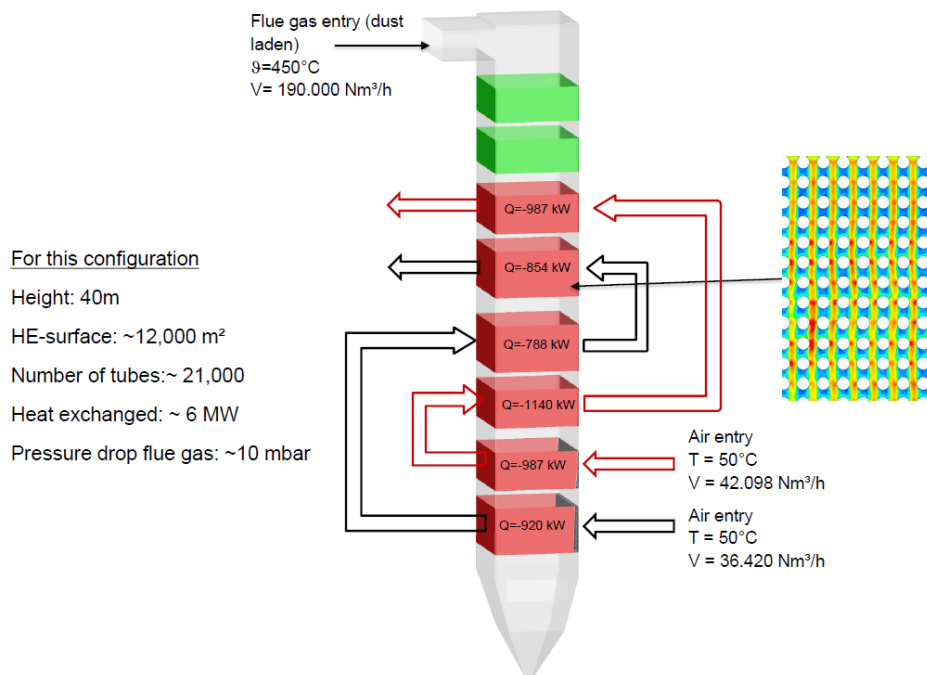 Flue gas entry (dust
laden)
ϑ=450°C
V= 190.000 Nm³/h
Q=-987 kW
Q=-854 kW
For this configuration
Height: 40m
HE-surface: ~12,000 m²
Q=-788 kW
Number of tubes:~ 21,000
Heat exchanged: ~ 6 MW
Q=-1140 kW
Pressure drop flue gas: ~10 mbar
Q=-987 kW
Air entry
T = 50°C
V = 42.098 Nm³/h
Q=-920 kW
Air entry
T = 50°C
V = 36.420 Nm³/h